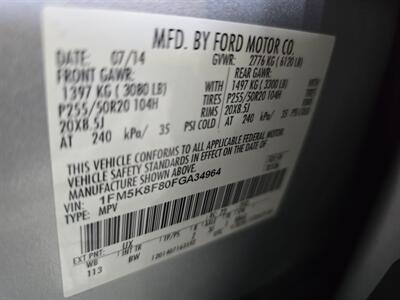 MFD. BY FORD MOTOR CO.
DATE: 07/14 GVWR: 2776 KG (6120 LB)
FRONT GAWR: REAR GAWR:
1397 KG (3080 LB) 1497 KG (3300 LB)
P255/50R20 104H TIRES P255/50R20 104H
20X8.5J RIMS 20X8.5J
AT 240 kPa/ 35 PSI COLD AT 240 kPa/ 35
THIS VEHICLE CONFORMS TO ALL APPLICABLE FEDERAL MOTOR
VEHICLE SAFETY STANDARDS IN EFFECT ON THE DATE OF
MANUFACTURE SHOWN ABOVE.
VIN: 1FM5K8F80FGA34964
TYPE: MPV
EXT PNT: UX
WB
113 BW